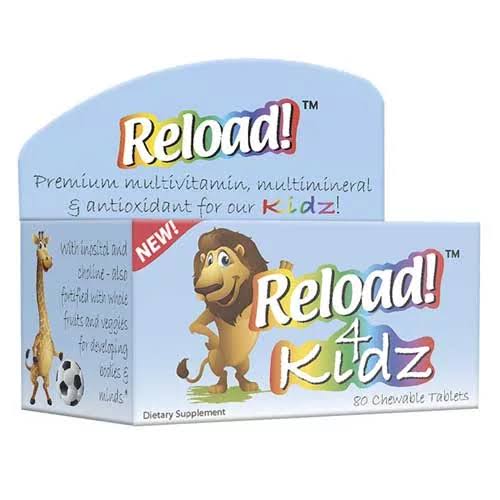 Reload!™
Premium multivitamin, multimineral
& antioxidant for our Kidz!
NEW!
With inositol and
choline - also
fortified with whole
fruits and veggies
for developing
bodies &
minds*
Reload!™
4
Kidz
Dietary Supplement
80 Chewable Tablets